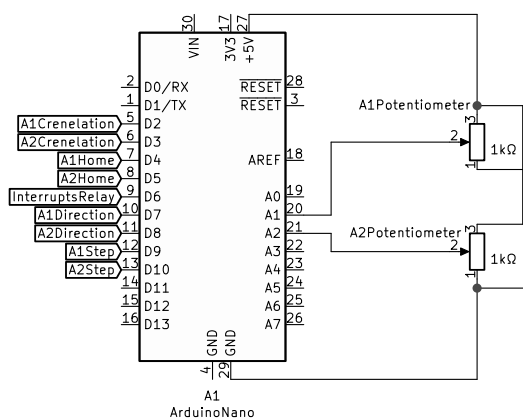 30 17 27
VIN 3V3 +5V
2 D0/RX RESET 28
1 D1/TX RESET 3
A1Potentiometer
A1Crenelation 5 D2
3
A2Crenelation 6 D3
2
1kΩ
A1Home 7 D4 AREF 18
1
A2Home 8 D5
InterruptsRelay 9 D6 A0 19
A1Direction 10 D7 A1 20
A2Direction 11 D8 A2 21
A2Potentiometer
3
A1Step 12 D9 A3 22
2
1kΩ
A2Step 13 D10 A4 23
1
14 D11 A5 24
15 D12 A6 25
16 D13 A7 26
GND GND
4 29
A1
ArduinoNano